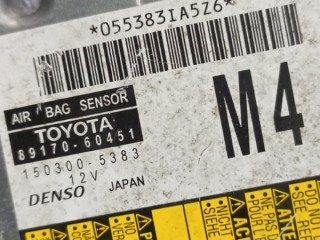 *055383IA5Z6*
AIR BAG SENSOR
TOYOTA
89170-60451
150300-5383
12V
DENSO JAPAN
M4